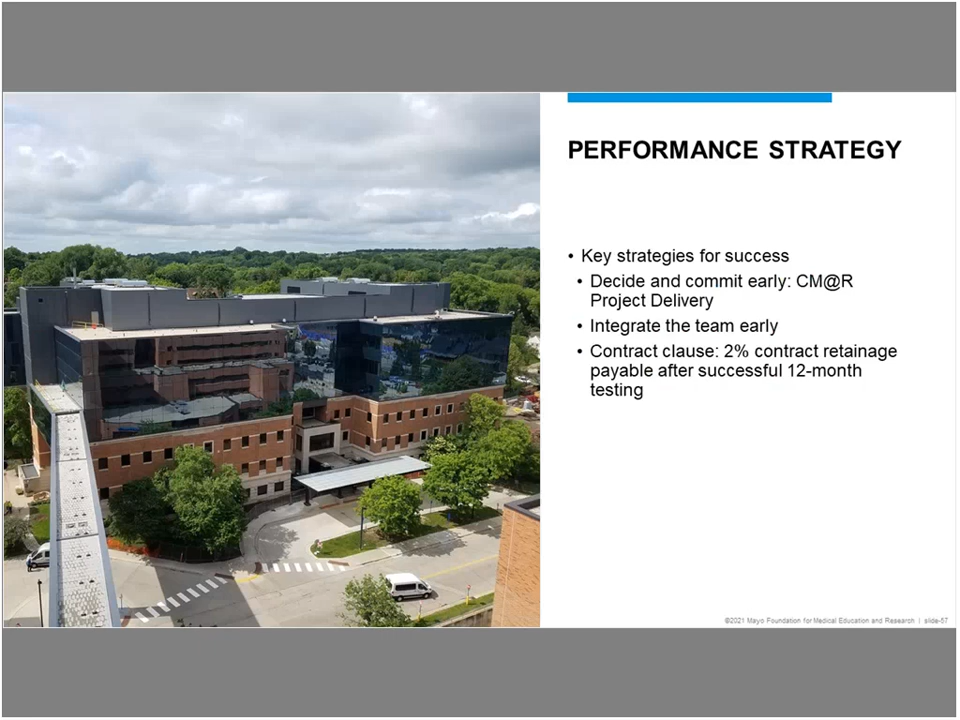 PERFORMANCE STRATEGY
• Key strategies for success
• Decide and commit early: CM@R
Project Delivery
• Integrate the team early
• Contract clause: 2% contract retainage
payable after successful 12-month
testing
©2021 Mayo Foundation for Medical Education and Research | slide-57